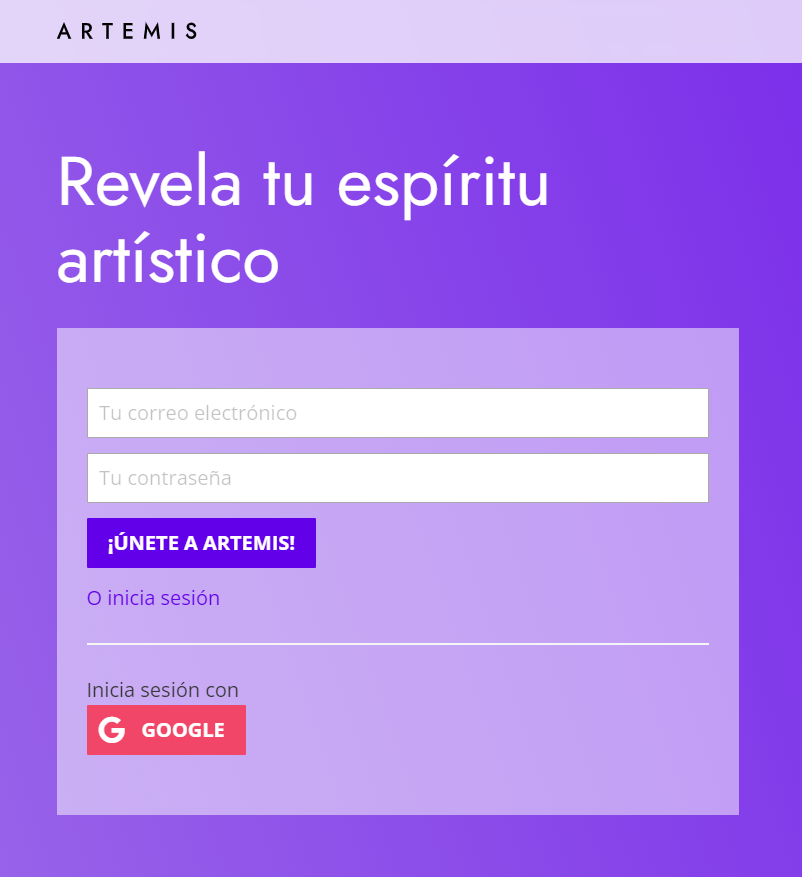 ARTEMIS
Revela tu espíritu
artístico
Tu correo electrónico
Tu contraseña
¡ÚNETE A ARTEMIS!
O inicia sesión
Inicia sesión con
G GOOGLE